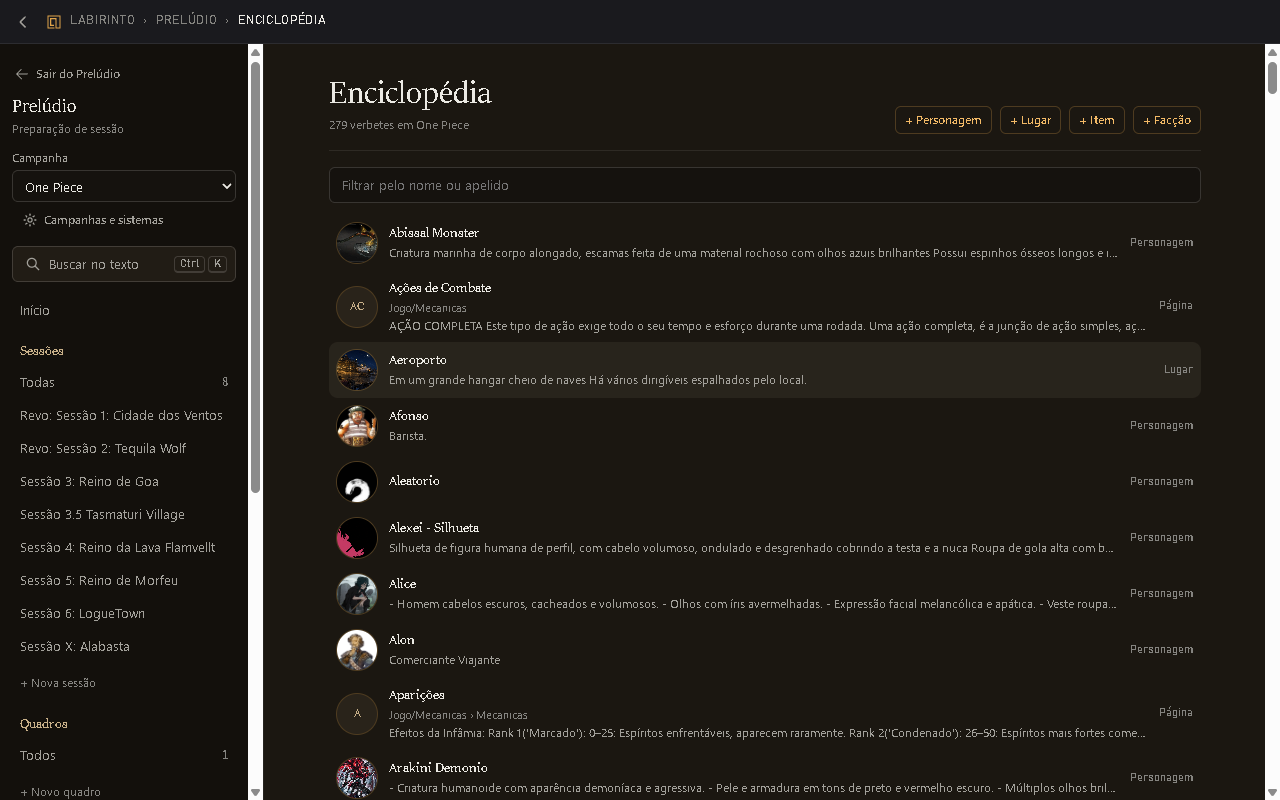 LABIRINTO › PRELÚDIO › ENCICLOPÉDIA
Sair do Prelúdio
Prelúdio
Preparação de sessão
Campanha
One Piece
Campanhas e sistemas
Buscar no texto Ctrl K
Início
Sessões
Todas 8
Revo: Sessão 1: Cidade dos Ventos
Revo: Sessão 2: Tequila Wolf
Sessão 3: Reino de Goa
Sessão 3.5 Tasmaturi Village
Sessão 4: Reino da Lava Flamvellt
Sessão 5: Reino de Morfeu
Sessão 6: LogueTown
Sessão X: Alabasta
+ Nova sessão
Quadros
Todos 1
+ Novo quadro
Enciclopédia
279 verbetes em One Piece
+ Personagem + Lugar + Item + Facção
Filtrar pelo nome ou apelido
Abissal Monster
Criatura marinha de corpo alongado, escamas feita de uma material rochoso com olhos azuis brilhantes Possui espinhos ósseos longos e i...
Personagem
AC
Ações de Combate
Jogo/Mecanicas
AÇÃO COMPLETA Este tipo de ação exige todo o seu tempo e esforço durante uma rodada. Uma ação completa, é a junção de ação simples, aç...
Página
Aeroporto
Em um grande hangar cheio de naves Há vários dirigíveis espalhados pelo local.
Lugar
Afonso
Barista.
Personagem
Aleatorio
Personagem
Alexei - Silhueta
Silhueta de figura humana de perfil, com cabelo volumoso, ondulado e desgrenhado cobrindo a testa e a nuca Roupa de gola alta com b...
Personagem
Alice
- Homem cabelos escuros, cacheados e volumosos. - Olhos com íris avermelhadas. - Expressão facial melancólica e apática. - Veste roupa...
Personagem
Alon
Comerciante Viajante
Personagem
A
Aparições
Jogo/Mecanicas › Mecanicas
Efeitos da Infâmia: Rank 1('Marcado'): 0–25: Espíritos enfrentáveis, aparecem raramente. Rank 2('Condenado'): 26–50: Espíritos mais fortes come...
Página
Arakini Demonio
- Criatura humanoide com aparência demoníaca e agressiva. - Pele e armadura em tons de preto e vermelho escuro. - Múltiplos olhos bril...
Personagem